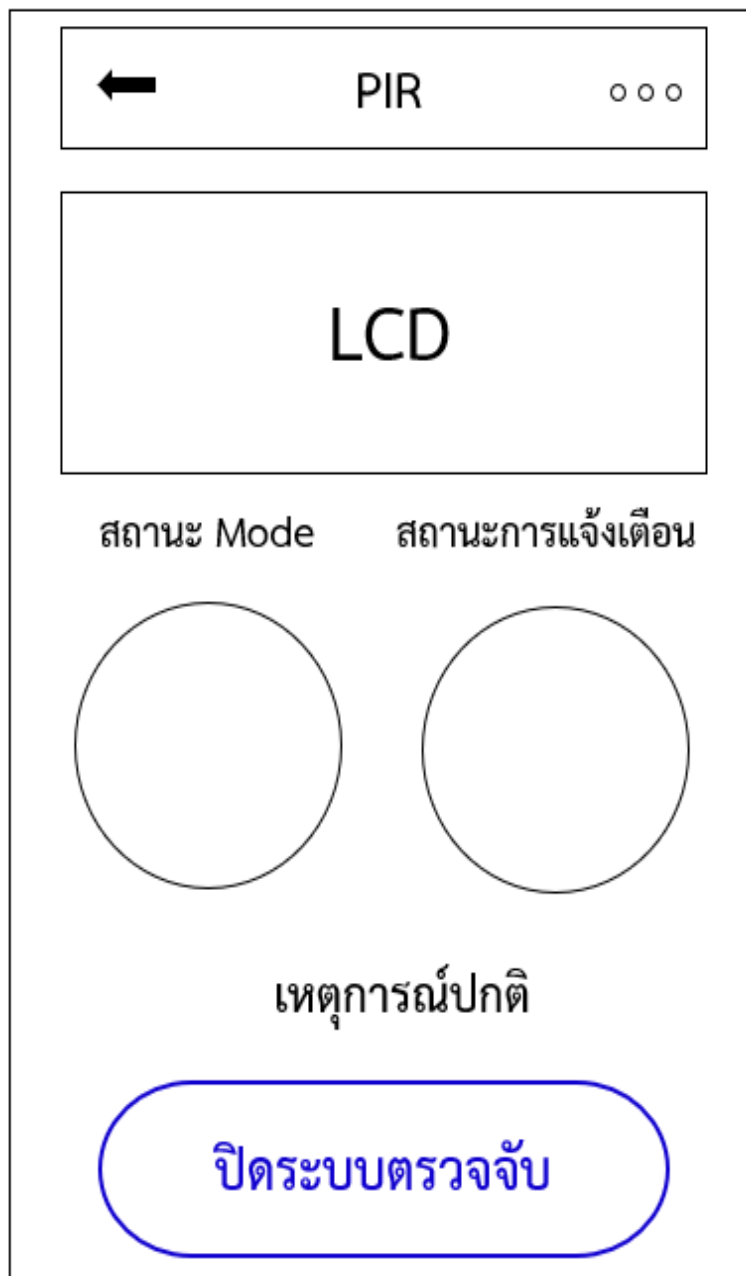 PIR
LCD
สถานะ Mode
สถานะการแจ้งเตือน
เหตุการณ์ปกติ
ปิดระบบตรวจจับ